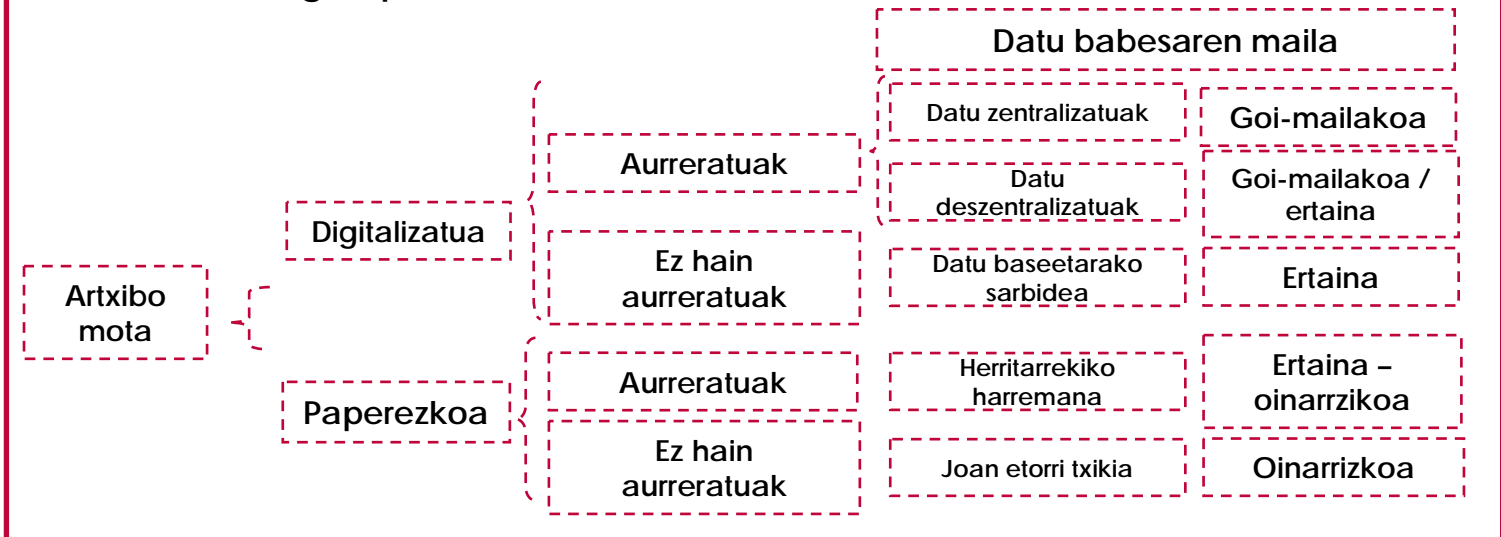 Datu babesaren maila
Datu zentralizatuak
Goi-mailakoa
Aurreratuak
Datu
deszentralizatuak
Goi-mailakoa /
ertaina
Digitalizatua
Ez hain
aurreratuak
Datu baseetarako
sarbidea
Ertaina
Artxibo
mota
Paperezkoa
Aurreratuak
Herritarrekiko
harremana
Ertaina –
oinarrzikoa
Ez hain
aurreratuak
Joan etorri txikia
Oinarrizkoa